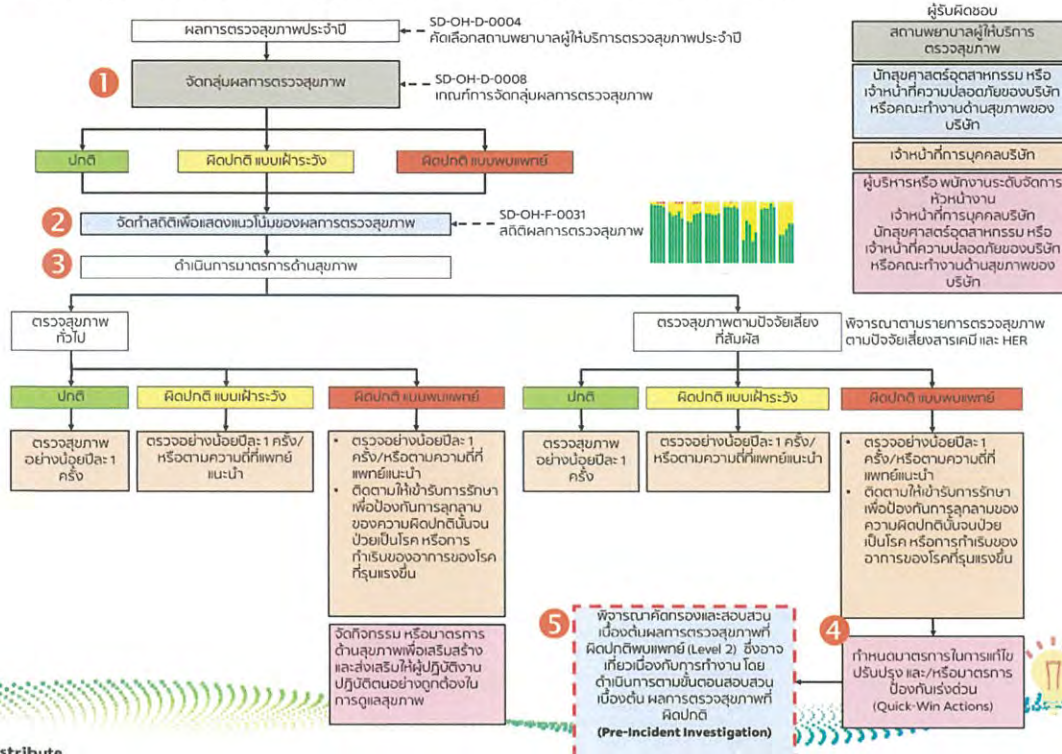 ผลการตรวจสุขภาพประจำปี
SD-OH-D-0004
คัดเลือกสถานพยาบาลผู้ให้บริการตรวจสุขภาพประจำปี
1
จัดกลุ่มผลการตรวจสุขภาพ
SD-OH-D-0008
เกณฑ์การจัดกลุ่มผลการตรวจสุขภาพ
ปกติ
ผิดปกติ แบบเฝ้าระวัง
ผิดปกติ แบบพบแพทย์
2
จัดทำสถิติเพื่อแสดงแนวโน้มของผลการตรวจสุขภาพ
SD-OH-F-0031
สถิติผลการตรวจสุขภาพ
3
ดำเนินการมาตรการด้านสุขภาพ
ผู้รับผิดชอบ
สถานพยาบาลผู้ให้บริการ
ตรวจสุขภาพ
นักสุขศาสตร์อุตสาหกรรม หรือ
เจ้าหน้าที่ความปลอดภัยของบริษัท
หรือคณะทำงานด้านสุขภาพของ
บริษัท
เจ้าหน้าที่การบุคคลบริษัท
ผู้บริหารหรือ พนักงานระดับจัดการ
หัวหน้างาน
เจ้าหน้าที่การบุคคลบริษัท
นักสุขศาสตร์อุตสาหกรรม หรือ
เจ้าหน้าที่ความปลอดภัยของบริษัท
หรือคณะทำงานด้านสุขภาพของ
บริษัท
ตรวจสุขภาพ
ทั่วไป
ปกติ
ผิดปกติ แบบเฝ้าระวัง
ผิดปกติ แบบพบแพทย์
ตรวจสุขภาพ
อย่างน้อยปีละ 1
ครั้ง
ตรวจอย่างน้อยปีละ 1 ครั้ง/
หรือตามความถี่ที่แพทย์
แนะนำ
• ตรวจอย่างน้อยปีละ 1
ครั้ง/หรือตามความถี่ที่
แพทย์แนะนำ
• ติดตามให้เข้ารับการรักษา
เพื่อป้องกันการลุกลาม
ของความผิดปกตินั้นจน
ป่วยเป็นโรค หรือการ
กำเริบของอาการของโรค
ที่รุนแรงขึ้น
จัดกิจกรรม หรือมาตรการ
ด้านสุขภาพเพื่อเสริมสร้าง
และส่งเสริมให้ผู้ปฏิบัติงาน
ปฏิบัติตนอย่างถูกต้องใน
การดูแลสุขภาพ
ตรวจสุขภาพตามปัจจัยเสี่ยง
ที่สัมผัส
พิจารณาตามรายการตรวจสุขภาพ
ตามปัจจัยเสี่ยงสารเคมี และ HER
ปกติ
ผิดปกติ แบบเฝ้าระวัง
ผิดปกติ แบบพบแพทย์
ตรวจสุขภาพ
อย่างน้อยปีละ 1
ครั้ง
ตรวจอย่างน้อยปีละ 1 ครั้ง/
หรือตามความถี่ที่แพทย์แนะนำ
• ตรวจอย่างน้อยปีละ 1
ครั้ง/หรือตามความถี่ที่
แพทย์แนะนำ
• ติดตามให้เข้ารับการรักษา
เพื่อป้องกันการลุกลามของ
ความผิดปกตินั้นจนป่วย
เป็นโรค หรือการกำเริบของ
อาการของโรคที่รุนแรงขึ้น
4
กำหนดมาตรการในการแก้ไข
ปรับปรุง และ/หรือมาตรการ
ป้องกันเร่งด่วน
(Quick-Win Actions)
5
พิจารณาคัดกรองและสอบสวน
เบื้องต้นผลการตรวจสุขภาพที่
ผิดปกติพบแพทย์ (Level 2) ซึ่งอาจ
เกี่ยวเนื่องกับการทำงาน โดย
ดำเนินการตามขั้นตอนสอบสวน
เบื้องต้น ผลการตรวจสุขภาพที่
ผิดปกติ
(Pre-Incident Investigation)